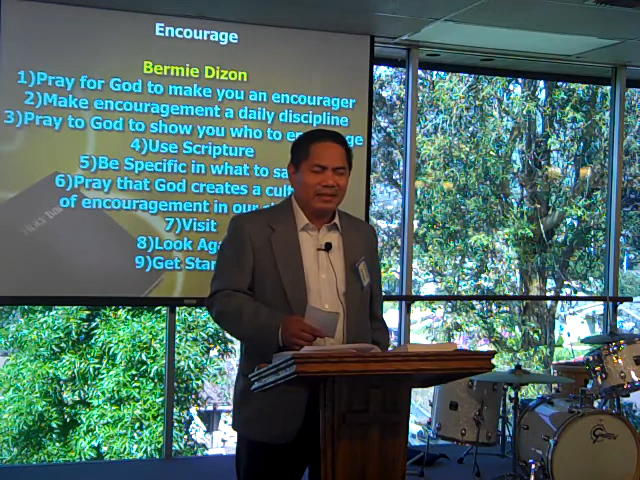 Encourage
Bermie Dizon
1)Pray for God to make you an encourager
2)Make encouragement a daily discipline
3)Pray to God to show you who to
4)Use Scripture
5)Be Specific in what to
6)Pray that God creates a
of encouragement in our
7)Visit
8)Look
9)Get